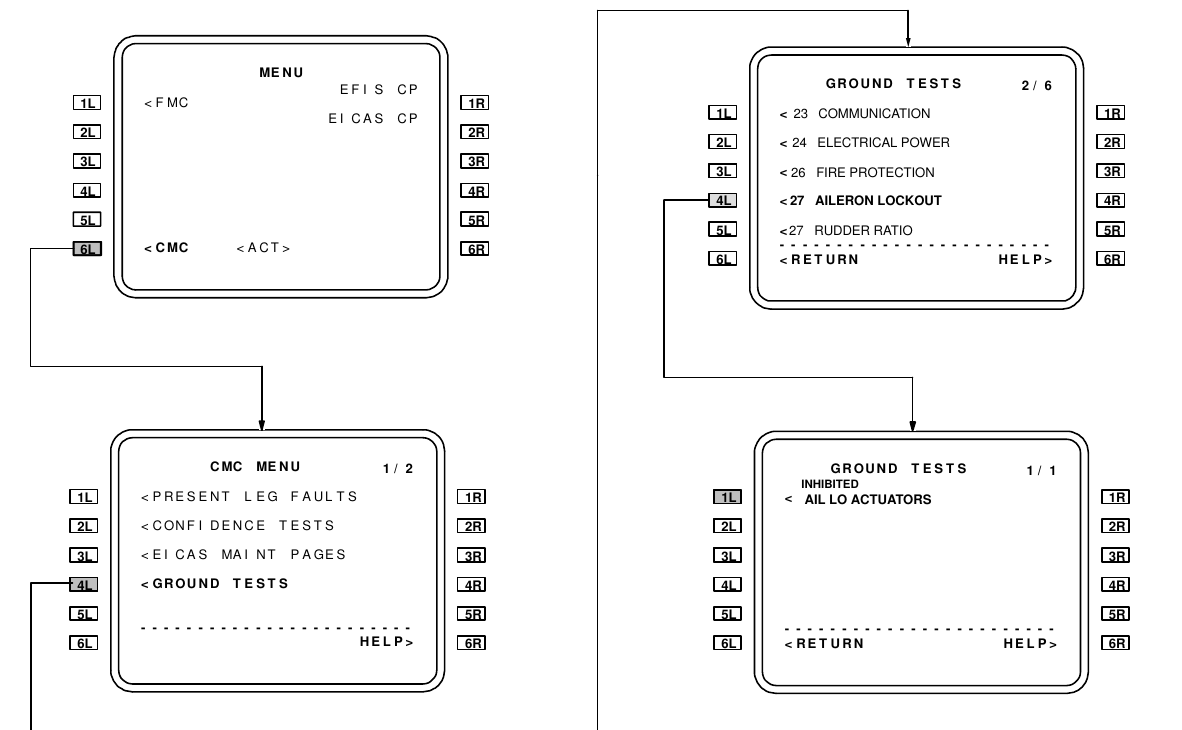 MENU
EFIS CP
1L <FMC 1R
EICAS CP
2L 2R
3L 3R
4L 4R
5L 5R
6L <CMC <ACT> 6R
CMC MENU 1/2
1L <PRESENT LEG FAULTS 1R
2L <CONFIDENCE TESTS 2R
3L <EICAS MAINT PAGES 3R
4L <GROUND TESTS 4R
5L 5R
- - - - - - - - - - - - - - - - - - - - - - - -
6L HELP> 6R
GROUND TESTS 2/6
1L < 23 COMMUNICATION 1R
2L < 24 ELECTRICAL POWER 2R
3L < 26 FIRE PROTECTION 3R
4L < 27 AILERON LOCKOUT 4R
5L < 27 RUDDER RATIO 5R
- - - - - - - - - - - - - - - - - - - - - - - -
6L <RETURN HELP> 6R
GROUND TESTS 1/1
INHIBITED
1L < AIL LO ACTUATORS 1R
2L 2R
3L 3R
4L 4R
5L 5R
- - - - - - - - - - - - - - - - - - - - - - - -
6L <RETURN HELP> 6R